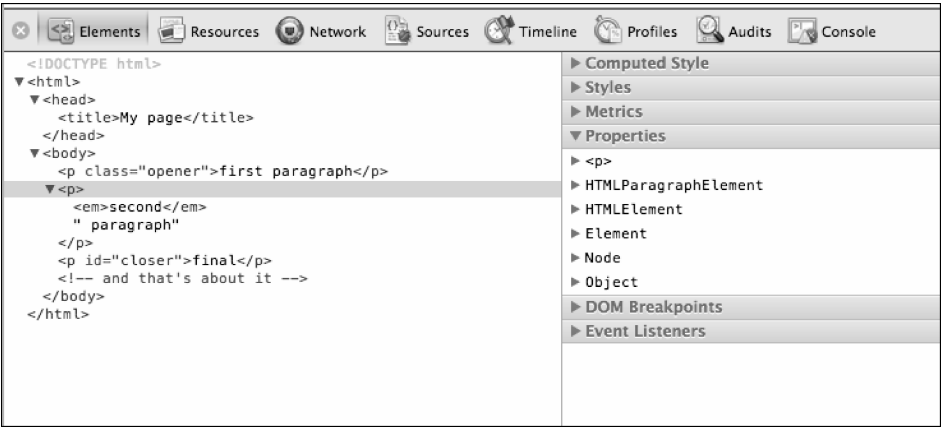 Elements Resources Network Sources Timeline Profiles Audits Console
<!DOCTYPE html>
▼<html>
▼<head>
<title>My page</title>
</head>
▼<body>
<p class="opener">first paragraph</p>
▼<p>
<em>second</em>
" paragraph"
</p>
<p id="closer">final</p>
<!-- and that's about it -->
</body>
</html>
▶Computed Style
▶Styles
▶Metrics
▼Properties
▶<p>
▶HTMLParagraphElement
▶HTMLElement
▶Element
▶Node
▶Object
▶DOM Breakpoints
▶Event Listeners